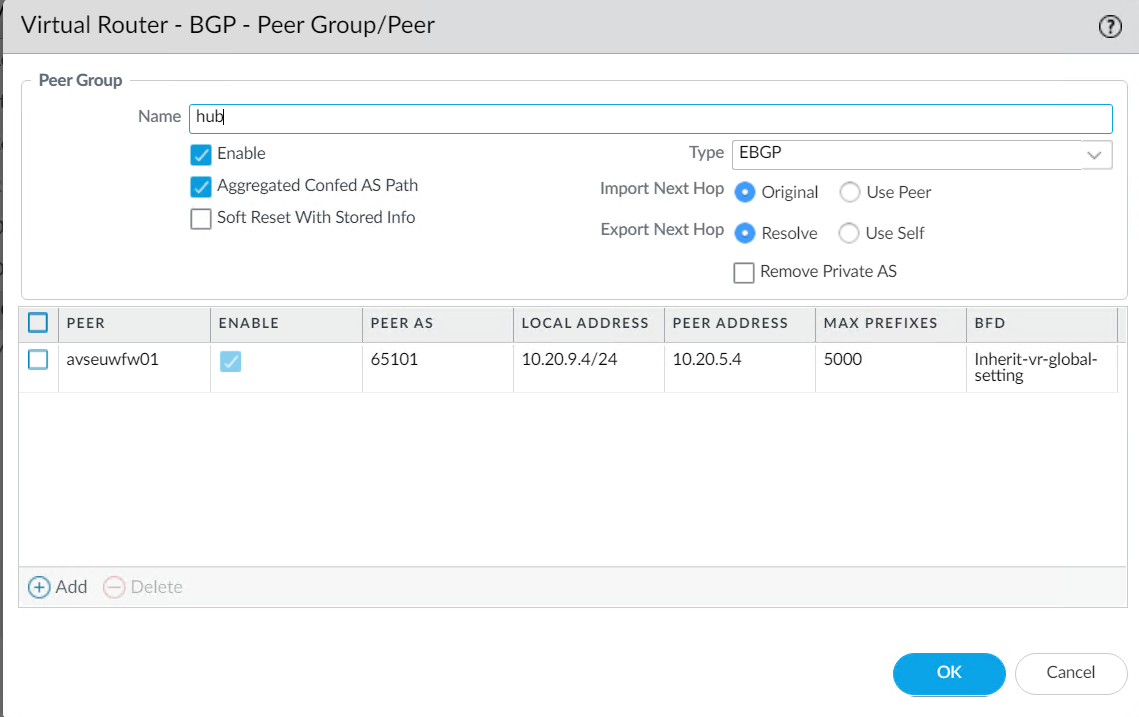 Virtual Router - BGP - Peer Group/Peer
?
Peer Group
Name hub
Enable
Type EBGP
Aggregated Confed AS Path
Import Next Hop Original Use Peer
Soft Reset With Stored Info
Export Next Hop Resolve Use Self
Remove Private AS
PEER ENABLE PEER AS LOCAL ADDRESS PEER ADDRESS MAX PREFIXES BFD
avseuwfw01 65101 10.20.9.4/24 10.20.5.4 5000 Inherit-vr-global-
setting
Add Delete
OK Cancel